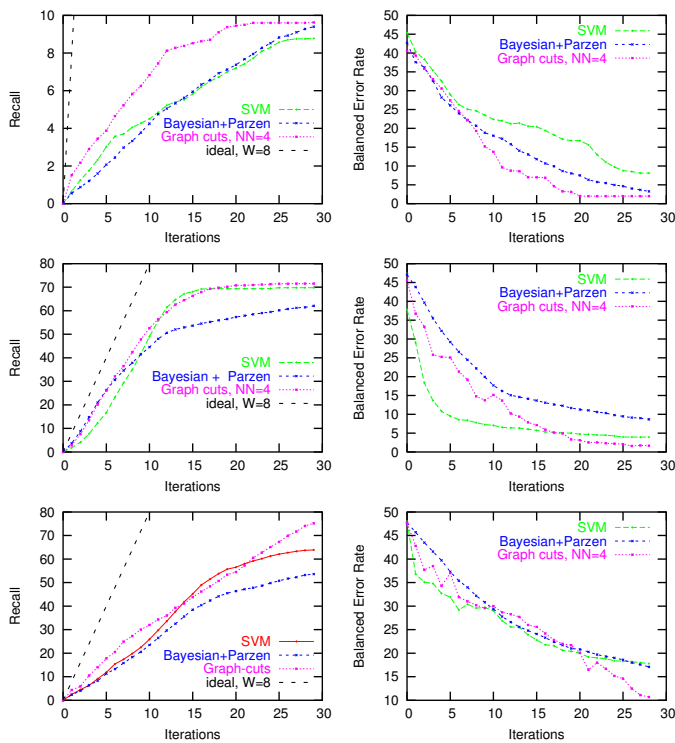 10
8
6
4
2
0
0 5 10 15 20 25 30
Recall
Iterations
SVM
Bayesian+Parzen
Graph cuts, NN=4
ideal, W=8
50
45
40
35
30
25
20
15
10
5
0
0 5 10 15 20 25 30
Balanced Error Rate
Iterations
SVM
Bayesian+Parzen
Graph cuts, NN=4
80
70
60
50
40
30
20
10
0
0 5 10 15 20 25 30
Recall
Iterations
SVM
Bayesian + Parzen
Graph cuts, NN=4
ideal, W=8
50
45
40
35
30
25
20
15
10
5
0
0 5 10 15 20 25 30
Balanced Error Rate
Iterations
SVM
Bayesian+Parzen
Graph cuts, NN=4
80
70
60
50
40
30
20
10
0
0 5 10 15 20 25 30
Recall
Iterations
SVM
Bayesian+Parzen
Graph-cuts
ideal, W=8
50
45
40
35
30
25
20
15
10
0 5 10 15 20 25 30
Balanced Error Rate
Iterations
SVM
Bayesian+Parzen
Graph cuts, NN=4